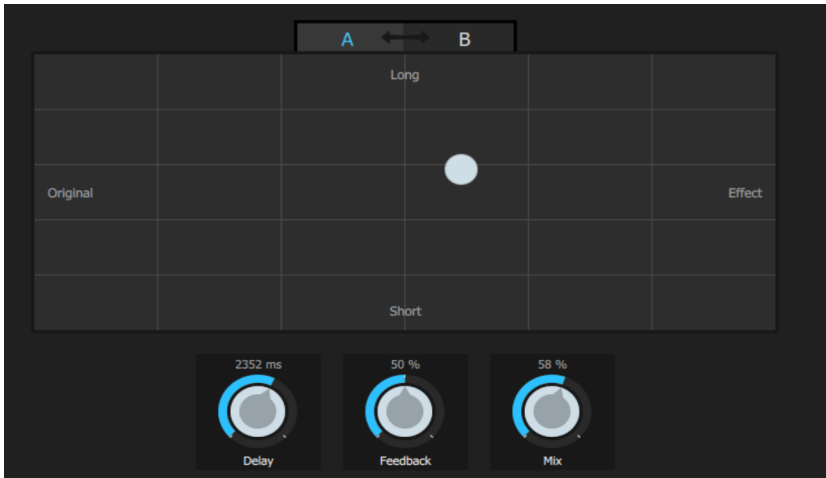 A B
Long
Original Effect
Short
2352 ms 50 % 58 %
Delay Feedback Mix